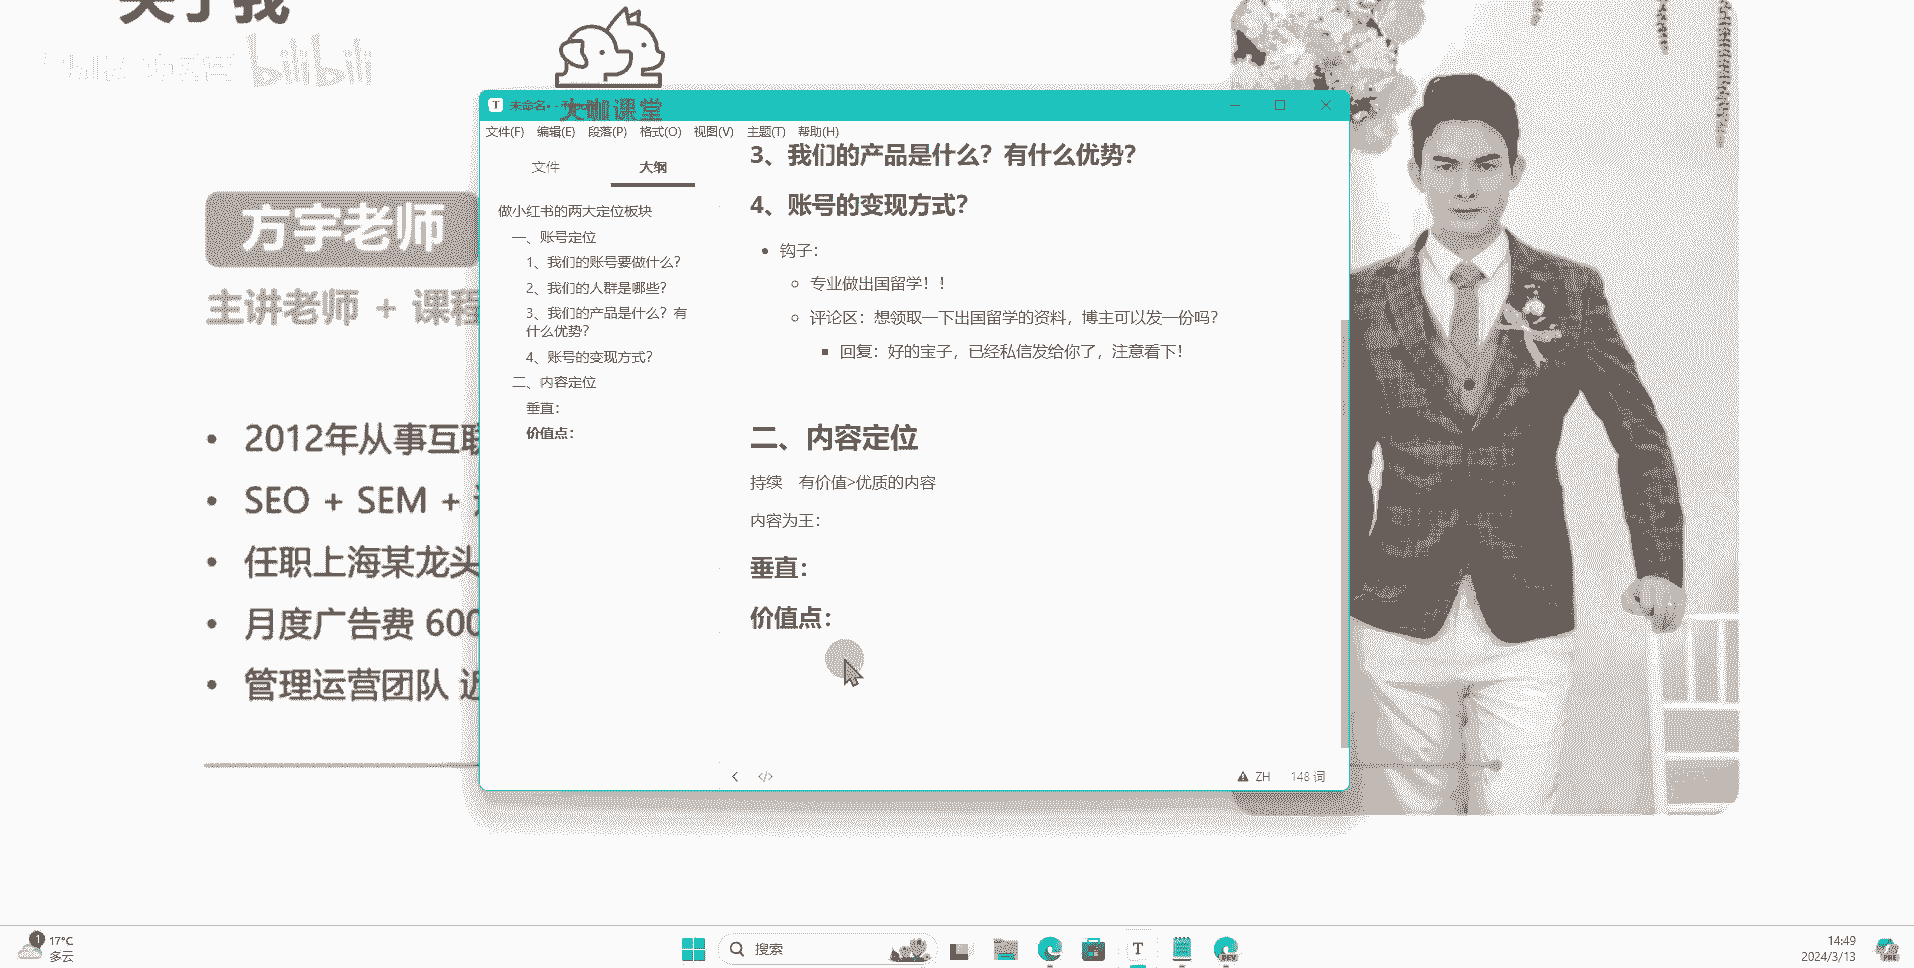 关于我
bilibili
大咖课堂
方宇老师
主讲老师 + 课程
2012年从事互联
SEO + SEM +
任职上海某龙头
月度广告费 600
管理运营团队 近
未命名 -
文件(F) 编辑(E) 段落(P) 格式(O) 视图(V) 主题(T) 帮助(H)
文件 大纲
做小红书的两大定位板块
一、账号定位
1、我们的账号要做什么？
2、我们的人群是哪些？
3、我们的产品是什么？有
什么优势？
4、账号的变现方式？
二、内容定位
垂直：
价值点：
3、我们的产品是什么？有什么优势？
4、账号的变现方式？
钩子：
专业做出国留学！！
评论区：想领取一下出国留学的资料，博主可以发一份吗？
回复：好的宝子，已经私信发给你了，注意看下！
二、内容定位
持续 有价值>优质的内容
内容为王：
垂直：
价值点：
ZH 148 词
1
17°C
多云
搜索
T
DEV
14:49
2024/3/13
PRE